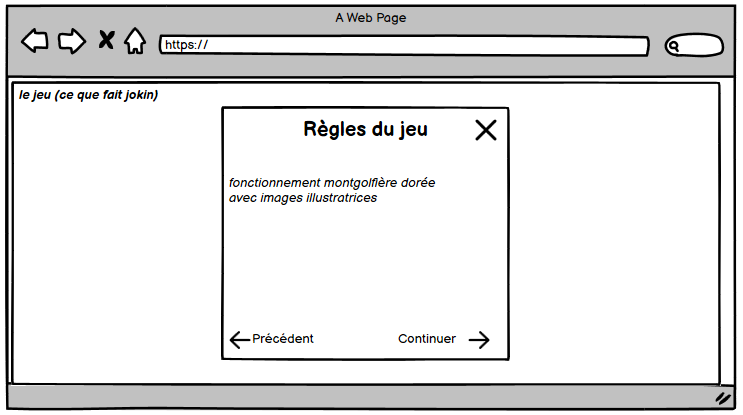 A Web Page
https://
le jeu (ce que fait jokin)
Règles du jeu
fonctionnement montgolfière dorée
avec images illustratrices
Précédent
Continuer